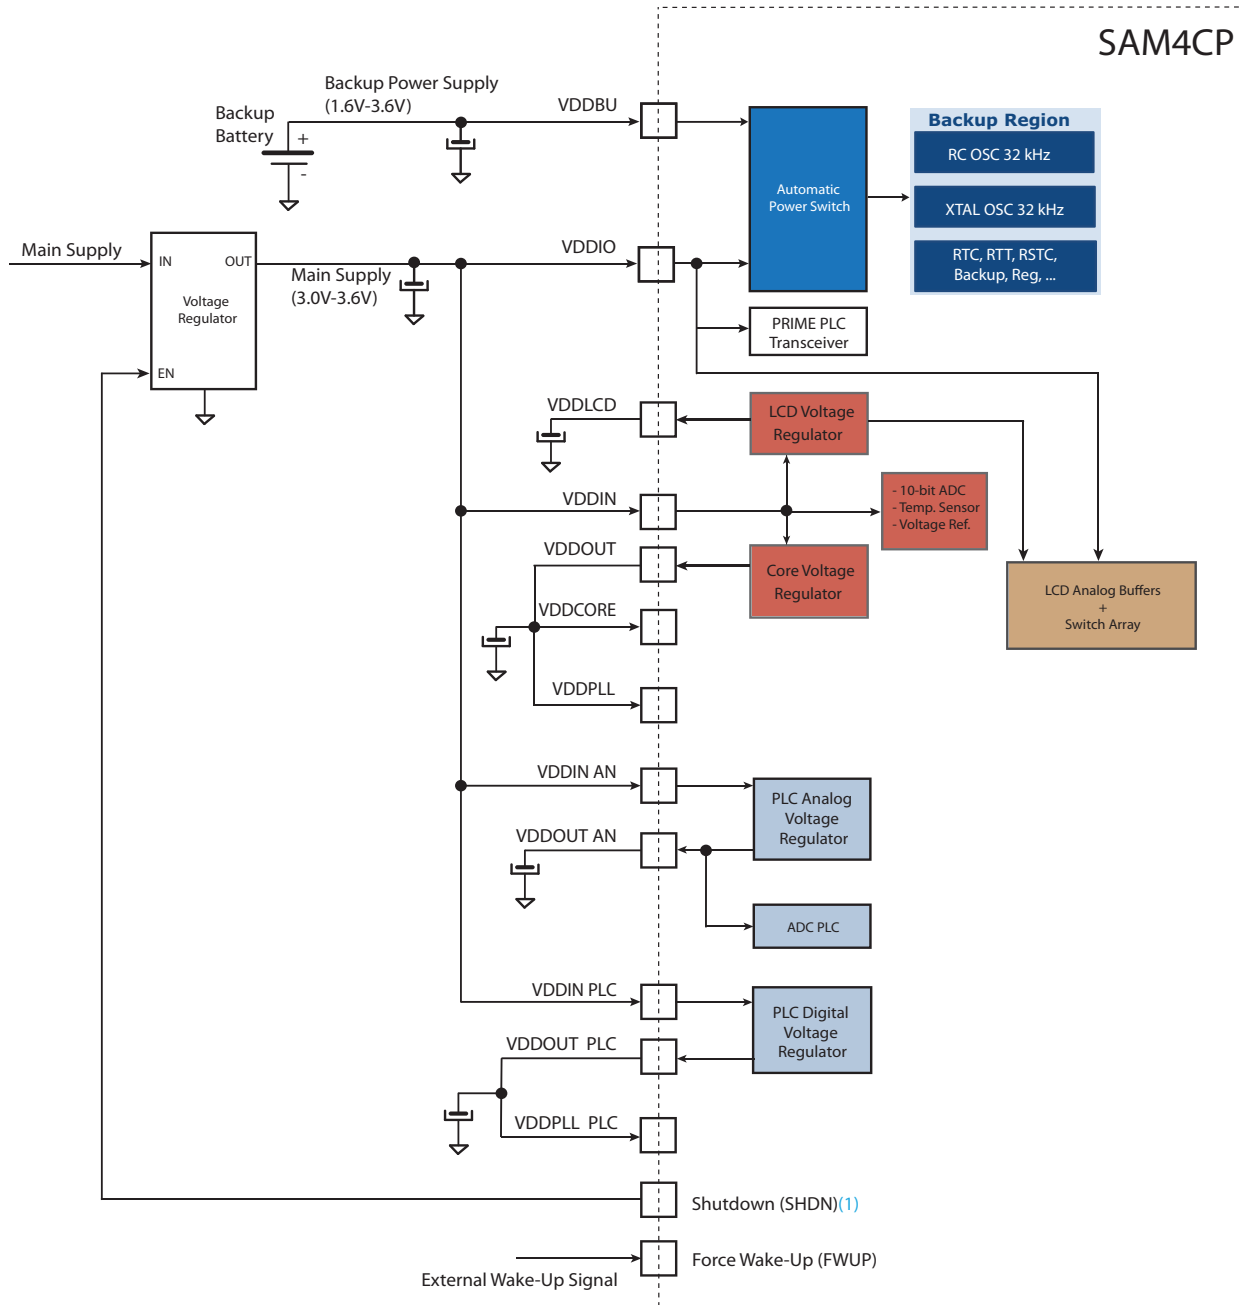 SAM4CP
Backup Power Supply
(1.6V-3.6V)
VDDBU
Backup
Battery
+
-
Automatic
Power Switch
Backup Region
RC OSC 32 kHz
XTAL OSC 32 kHz
RTC, RTT, RSTC,
Backup, Reg, ...
Main Supply
IN
OUT
Voltage
Regulator
EN
Main Supply
(3.0V-3.6V)
VDDIO
PRIME PLC
Transceiver
VDDLCD
LCD Voltage
Regulator
VDDIN
- 10-bit ADC
- Temp. Sensor
- Voltage Ref.
VDDOUT
Core Voltage
Regulator
LCD Analog Buffers
+
Switch Array
VDDCORE
VDDPLL
VDDIN AN
PLC Analog
Voltage
Regulator
VDDOUT AN
ADC PLC
VDDIN PLC
PLC Digital
Voltage
Regulator
VDDOUT PLC
VDDPLL PLC
Shutdown (SHDN)(1)
Force Wake-Up (FWUP)
External Wake-Up Signal